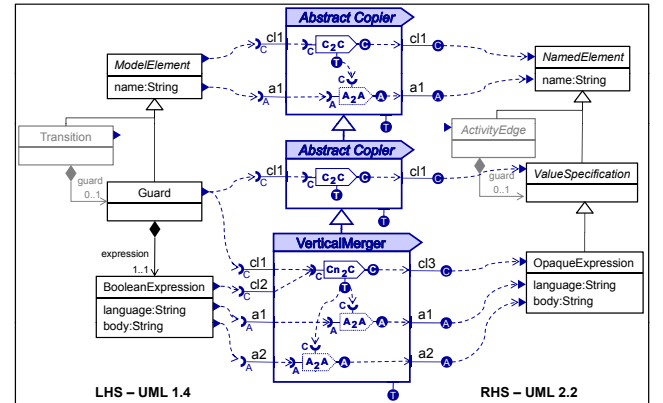 Abstract Copier
cl1
C
C2C
C
cl1
C
T
ModelElement
name:String
NamedElement
name:String
C
a1
A
A
A2A
A
a1
A
T
Transition
guard
0..1
ActivityEdge
guard
0..1
Abstract Copier
cl1
C
C
C2C
C
cl1
C
T
T
Guard
ValueSpecification
expression
1..1
VerticalMerger
cl1
C
cl2
C
C
Cn2C
C
cl3
C
T
BooleanExpression
language:String
body:String
OpaqueExpression
language:String
body:String
C
a1
A
A
A2A
A
a1
A
C
a2
A
A
A2A
A
a2
A
T
LHS – UML 1.4
RHS – UML 2.2